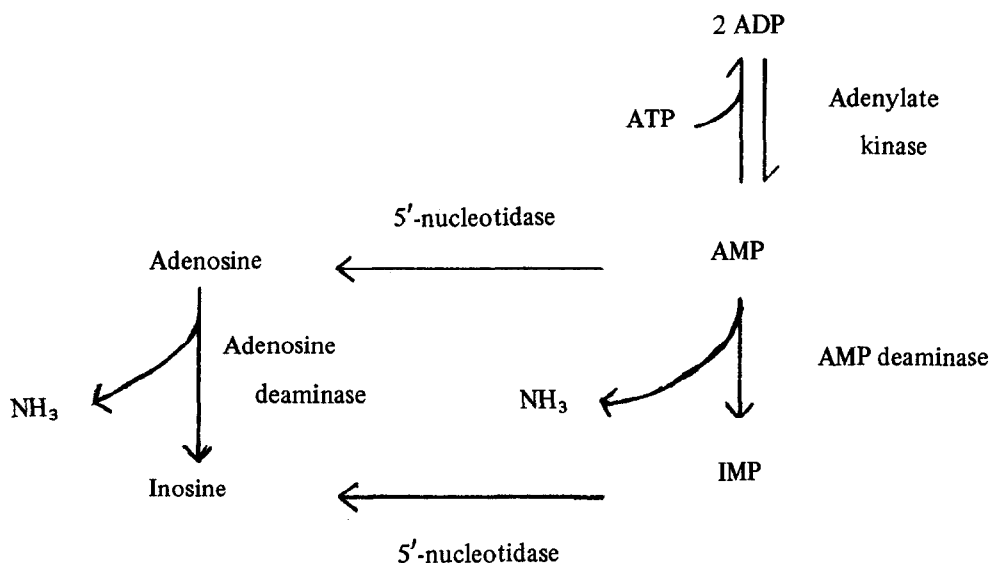 2 ADP
ATP
Adenylate
kinase
5′-nucleotidase
Adenosine
AMP
Adenosine
deaminase
AMP deaminase
NH₃
NH₃
Inosine
IMP
5′-nucleotidase